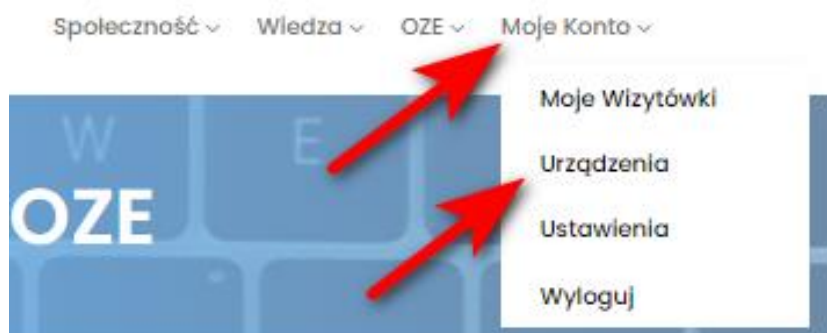 Społeczność Wiedza OZE Moje Konto
Moje Wizytówki
W E
Urządzenia
OZE
Ustawienia
Wyloguj